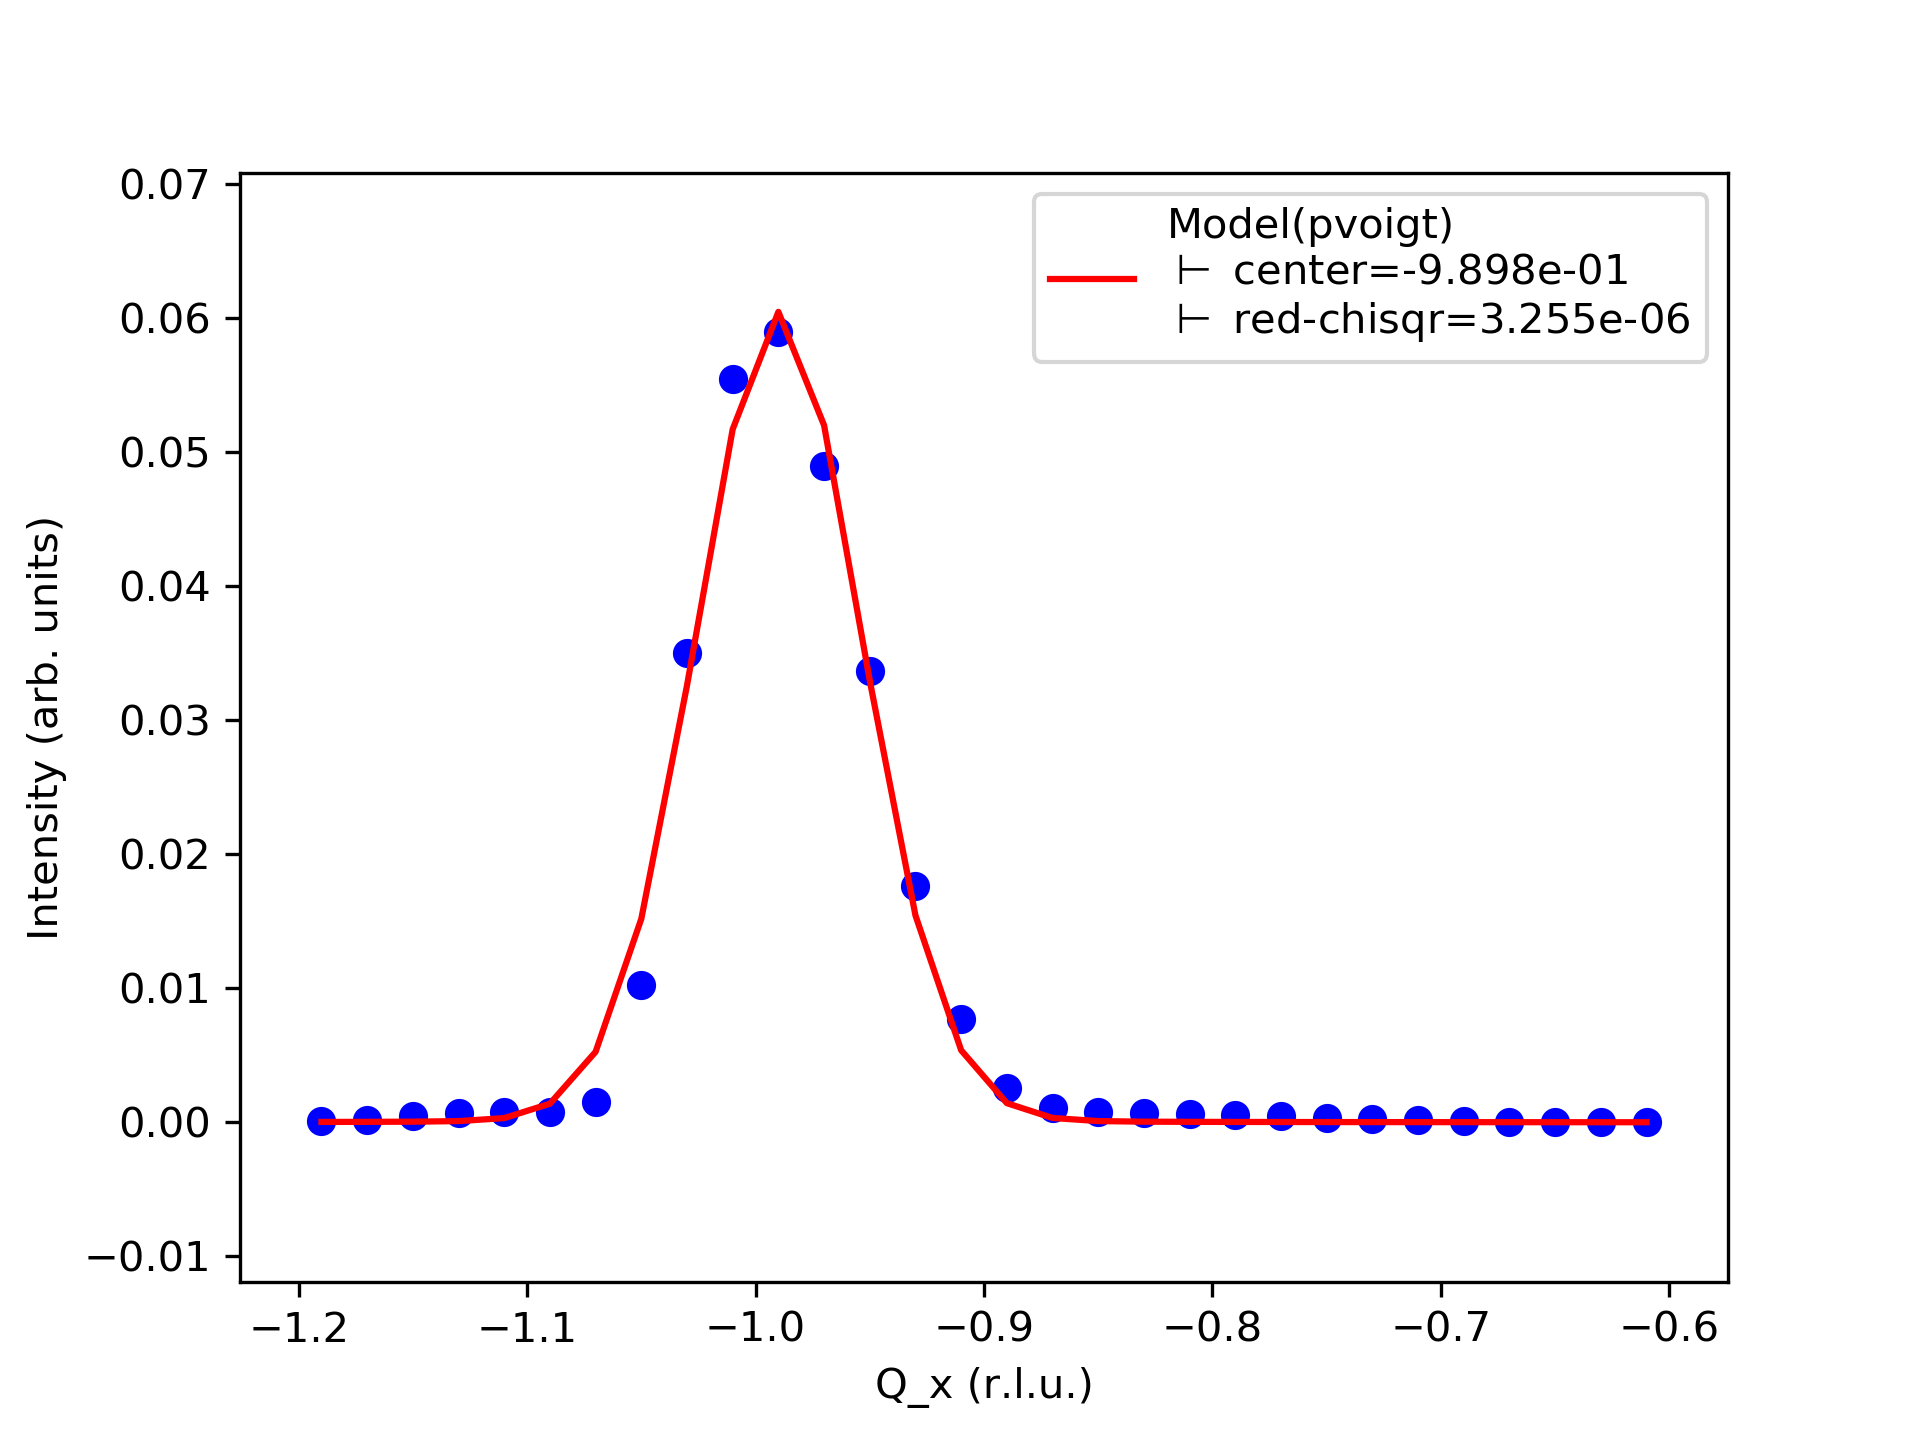 0.07
0.06
0.05
0.04
0.03
0.02
0.01
0.00
−0.01
Intensity (arb. units)
Model(pvoigt)
⊢ center=-9.898e-01
⊢ red-chisqr=3.255e-06
−1.2 −1.1 −1.0 −0.9 −0.8 −0.7 −0.6
Q_x (r.l.u.)